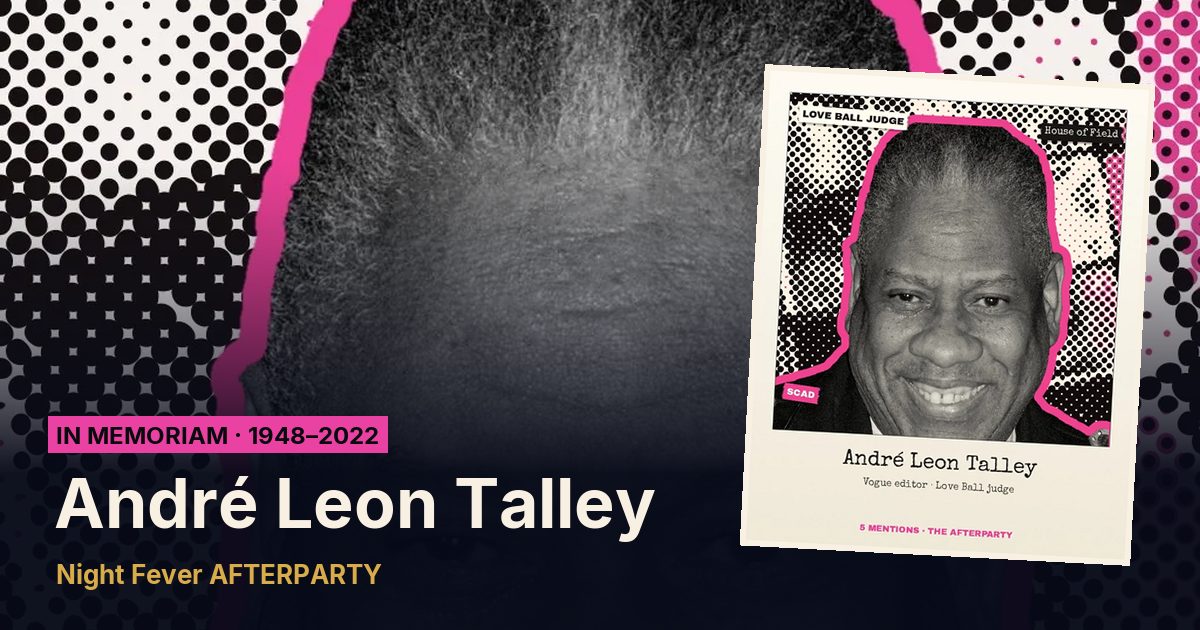 IN MEMORIAM · 1948–2022
André Leon Talley
Night Fever AFTERPARTY
LOVE BALL JUDGE
House of Field
SCAD
André Leon Talley
Vogue editor · Love Ball judge
5 MENTIONS · THE AFTERPARTY